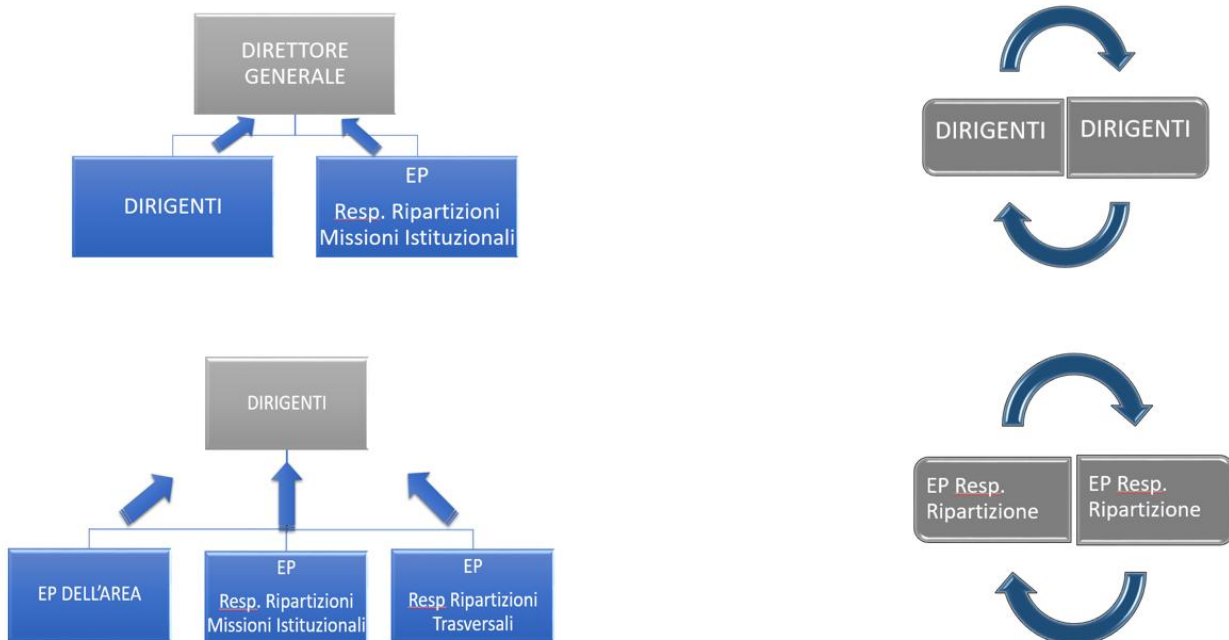 DIRETTORE
GENERALE
DIRIGENTI
EP
Resp. Ripartizioni
Missioni Istituzionali
DIRIGENTI
DIRIGENTI
DIRIGENTI
EP DELL'AREA
EP
Resp. Ripartizioni
Missioni Istituzionali
EP
Resp Ripartizioni
Trasversali
EP Resp.
Ripartizione
EP Resp.
Ripartizione